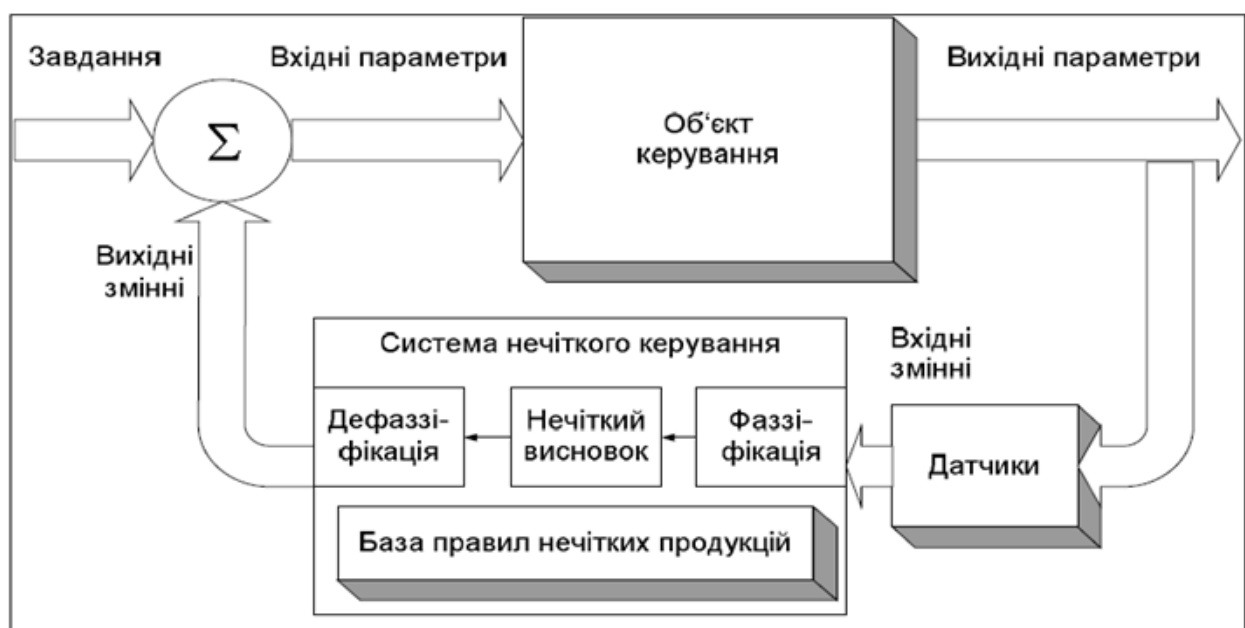 Завдання
Вхідні параметри
Вихідні параметри
Σ
Об‘єкт
керування
Вихідні
змінні
Система нечіткого керування
Вхідні
змінні
Дефаззі-
фікація
Нечіткий
висновок
Фаззі-
фікація
Датчики
База правил нечітких продукцій